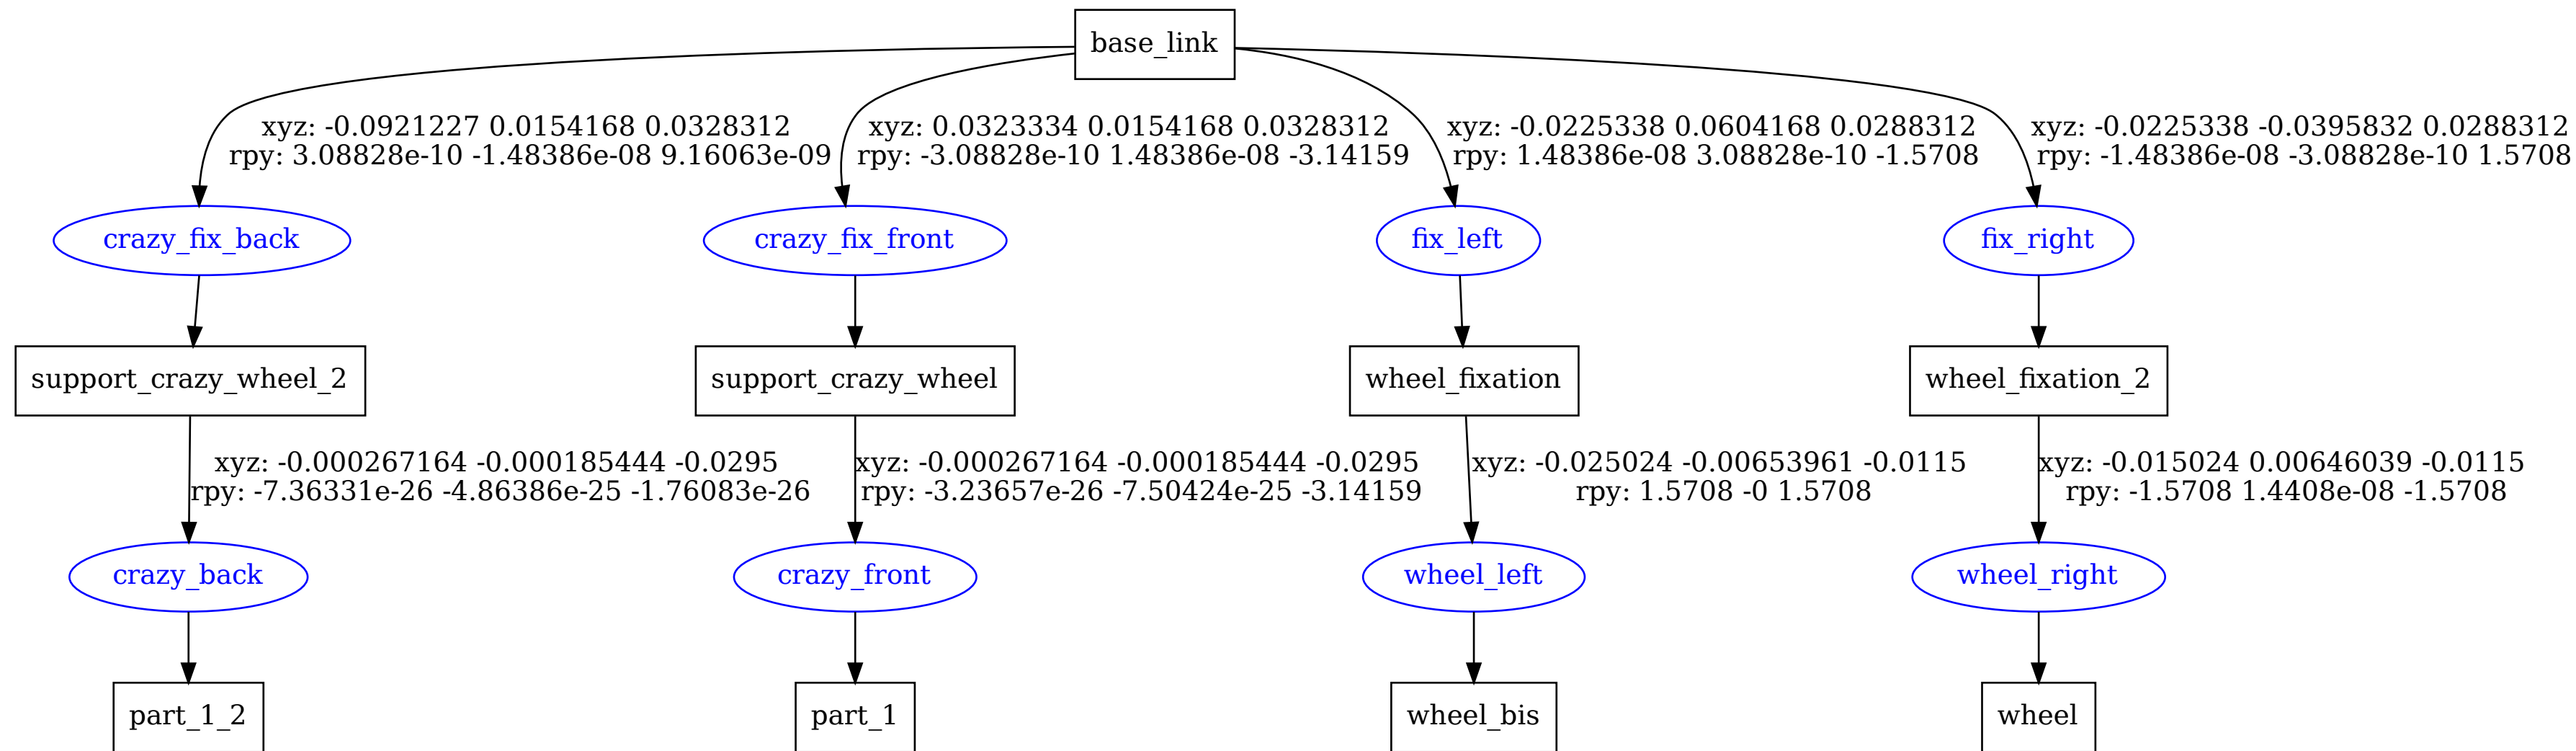 base_link
xyz: -0.0921227 0.0154168 0.0328312
rpy: 3.08828e-10 -1.48386e-08 9.16063e-09
xyz: 0.0323334 0.0154168 0.0328312
rpy: -3.08828e-10 1.48386e-08 -3.14159
xyz: -0.0225338 0.0604168 0.0288312
rpy: 1.48386e-08 3.08828e-10 -1.5708
xyz: -0.0225338 -0.0395832 0.0288312
rpy: -1.48386e-08 -3.08828e-10 1.5708
crazy_fix_back
crazy_fix_front
fix_left
fix_right
support_crazy_wheel_2
support_crazy_wheel
wheel_fixation
wheel_fixation_2
xyz: -0.000267164 -0.000185444 -0.0295
rpy: -7.36331e-26 -4.86386e-25 -1.76083e-26
xyz: -0.000267164 -0.000185444 -0.0295
rpy: -3.23657e-26 -7.50424e-25 -3.14159
xyz: -0.025024 -0.00653961 -0.0115
rpy: 1.5708 -0 1.5708
xyz: -0.015024 0.00646039 -0.0115
rpy: -1.5708 1.4408e-08 -1.5708
crazy_back
crazy_front
wheel_left
wheel_right
part_1_2
part_1
wheel_bis
wheel